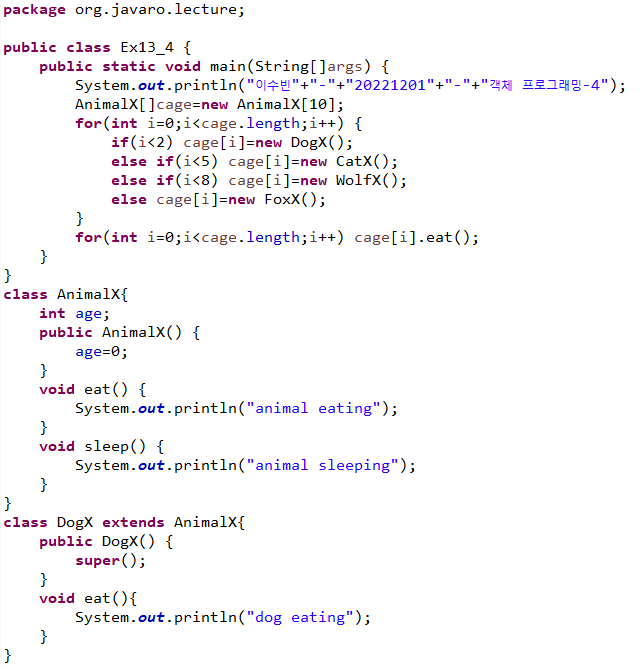 package org.javaro.lecture;

public class Ex13_4 {
    public static void main(String[]args) {
        System.out.println("이수빈"+"-"+"20221201"+"-"+"객체 프로그래밍-4");
        AnimalX[]cage=new AnimalX[10];
        for(int i=0;i<cage.length;i++) {
            if(i<2) cage[i]=new DogX();
            else if(i<5) cage[i]=new CatX();
            else if(i<8) cage[i]=new WolfX();
            else cage[i]=new FoxX();
        }
        for(int i=0;i<cage.length;i++) cage[i].eat();
    }
}
class AnimalX{
    int age;
    public AnimalX() {
        age=0;
    }
    void eat() {
        System.out.println("animal eating");
    }
    void sleep() {
        System.out.println("animal sleeping");
    }
}
class DogX extends AnimalX{
    public DogX() {
        super();
    }
    void eat(){
        System.out.println("dog eating");
    }
}